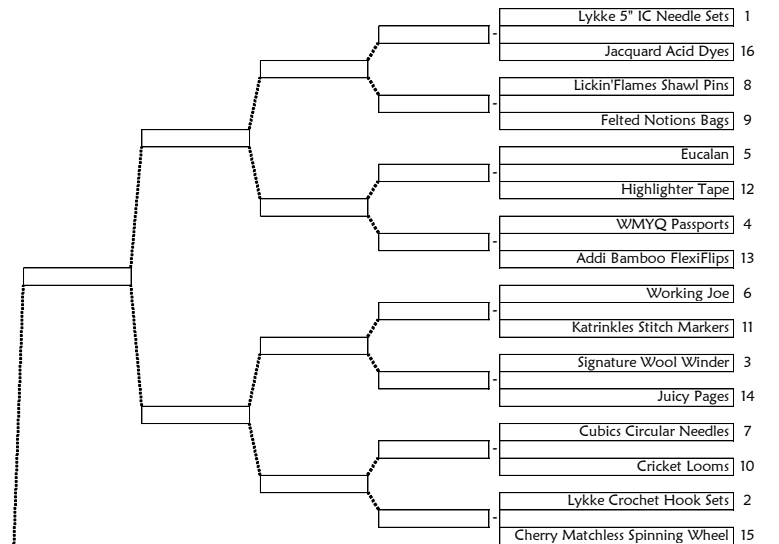 Lykke 5" IC Needle Sets 1
-
Jacquard Acid Dyes 16
Lickin'Flames Shawl Pins 8
-
Felted Notions Bags 9
Eucalan 5
-
Highlighter Tape 12
WMYQ Passports 4
-
Addi Bamboo FlexiFlips 13
Working Joe 6
-
Katrinkles Stitch Markers 11
Signature Wool Winder 3
-
Juicy Pages 14
Cubics Circular Needles 7
-
Cricket Looms 10
Lykke Crochet Hook Sets 2
-
Cherry Matchless Spinning Wheel 15